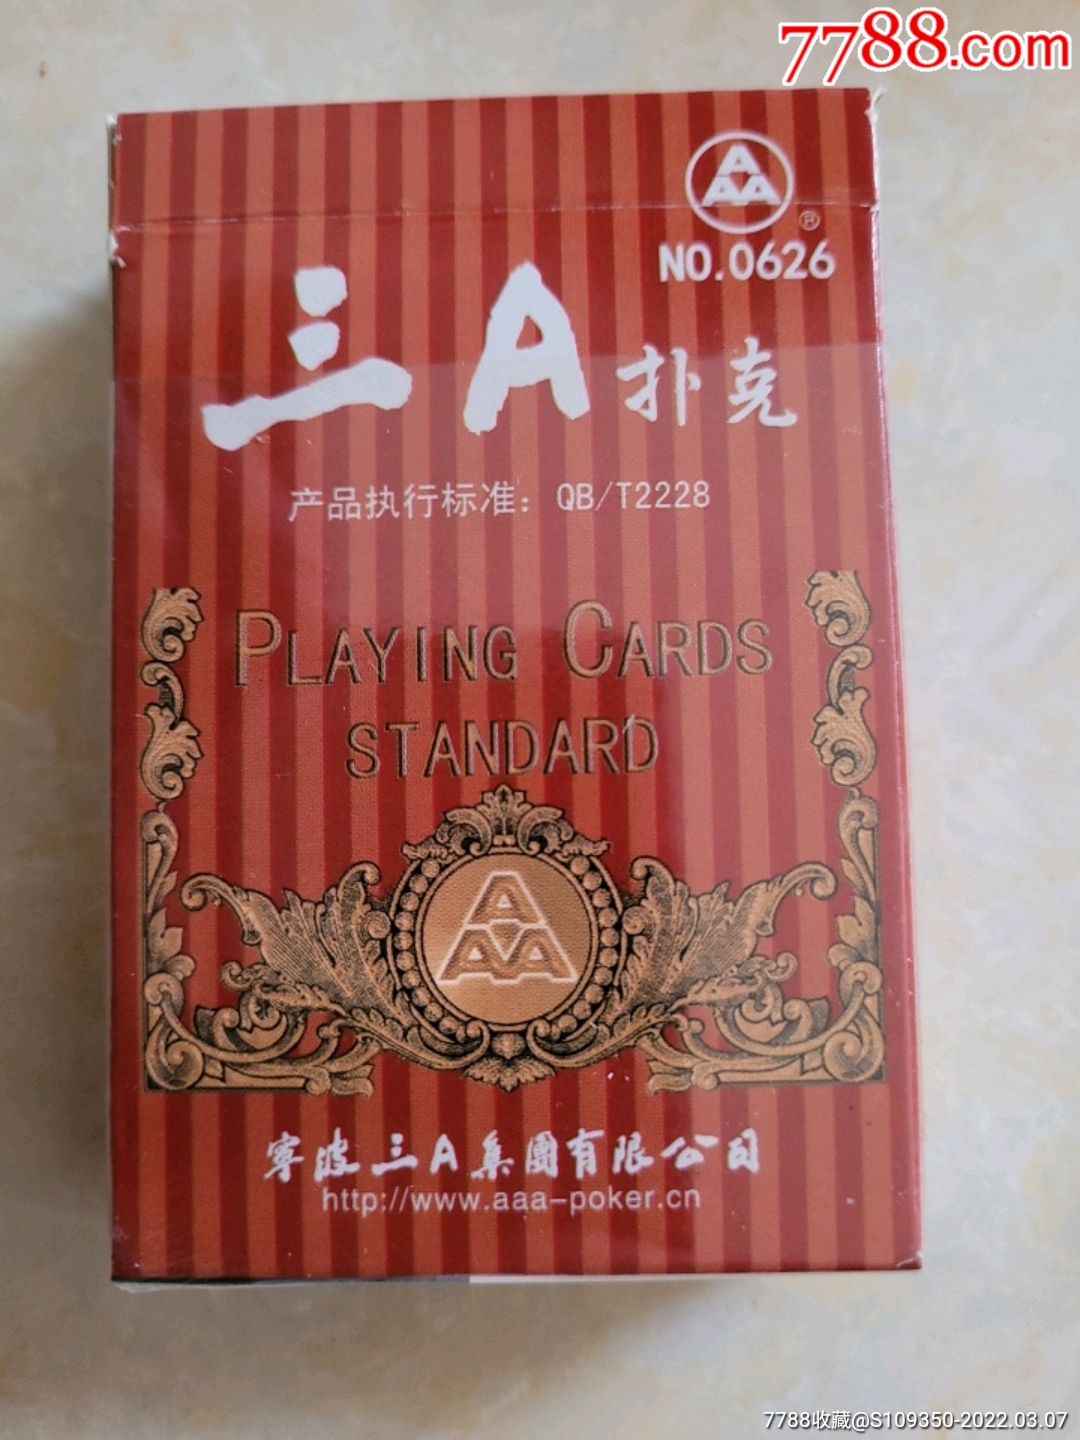 7788.com
A
AAA
®
NO.0626
三A扑克
产品执行标准：QB/T2228
PLAYING CARDS
STANDARD
A
AAA
寧波三A集團有限公司
http://www.aaa-poker.cn
7788收藏@S109350-2022.03.07